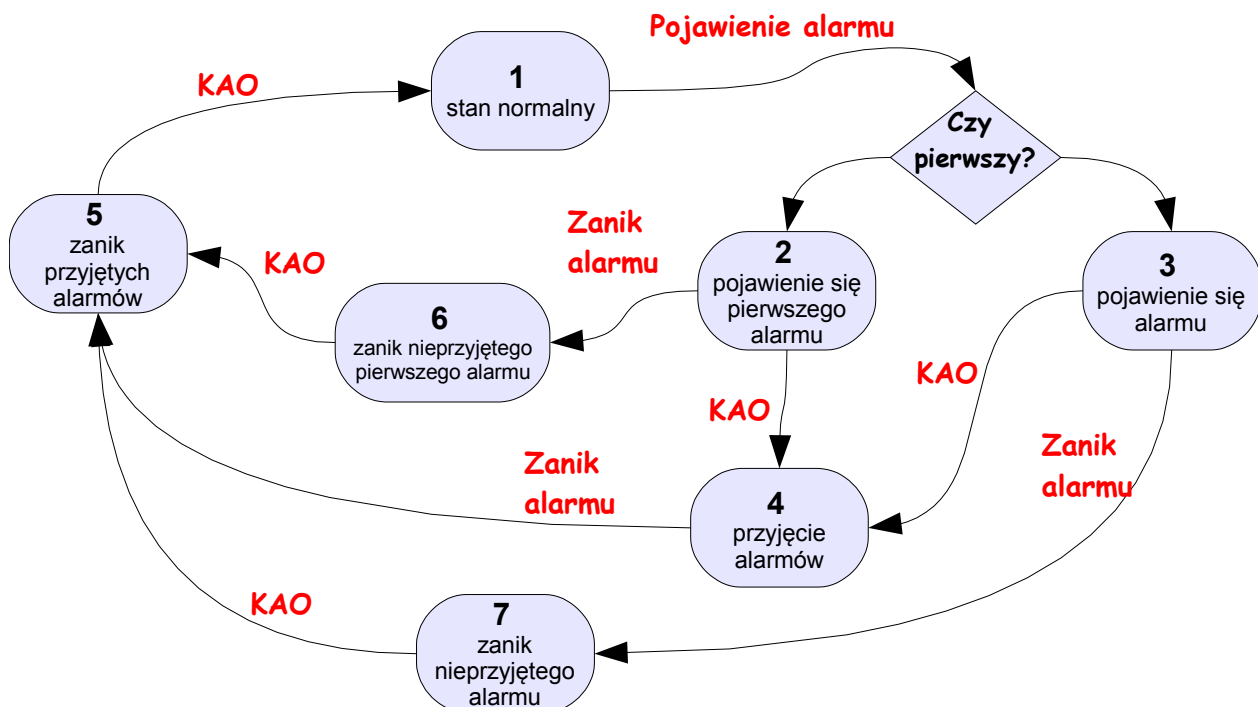 Pojawienie alarmu
KAO
1
stan normalny
Czy
pierwszy?
5
zanik
przyjętych
alarmów
KAO
Zanik
alarmu
2
pojawienie się
pierwszego
alarmu
3
pojawienie się
alarmu
6
zanik nieprzyjętego
pierwszego alarmu
KAO
KAO
Zanik
alarmu
Zanik
alarmu
4
przyjęcie
alarmów
KAO
7
zanik
nieprzyjętego
alarmu